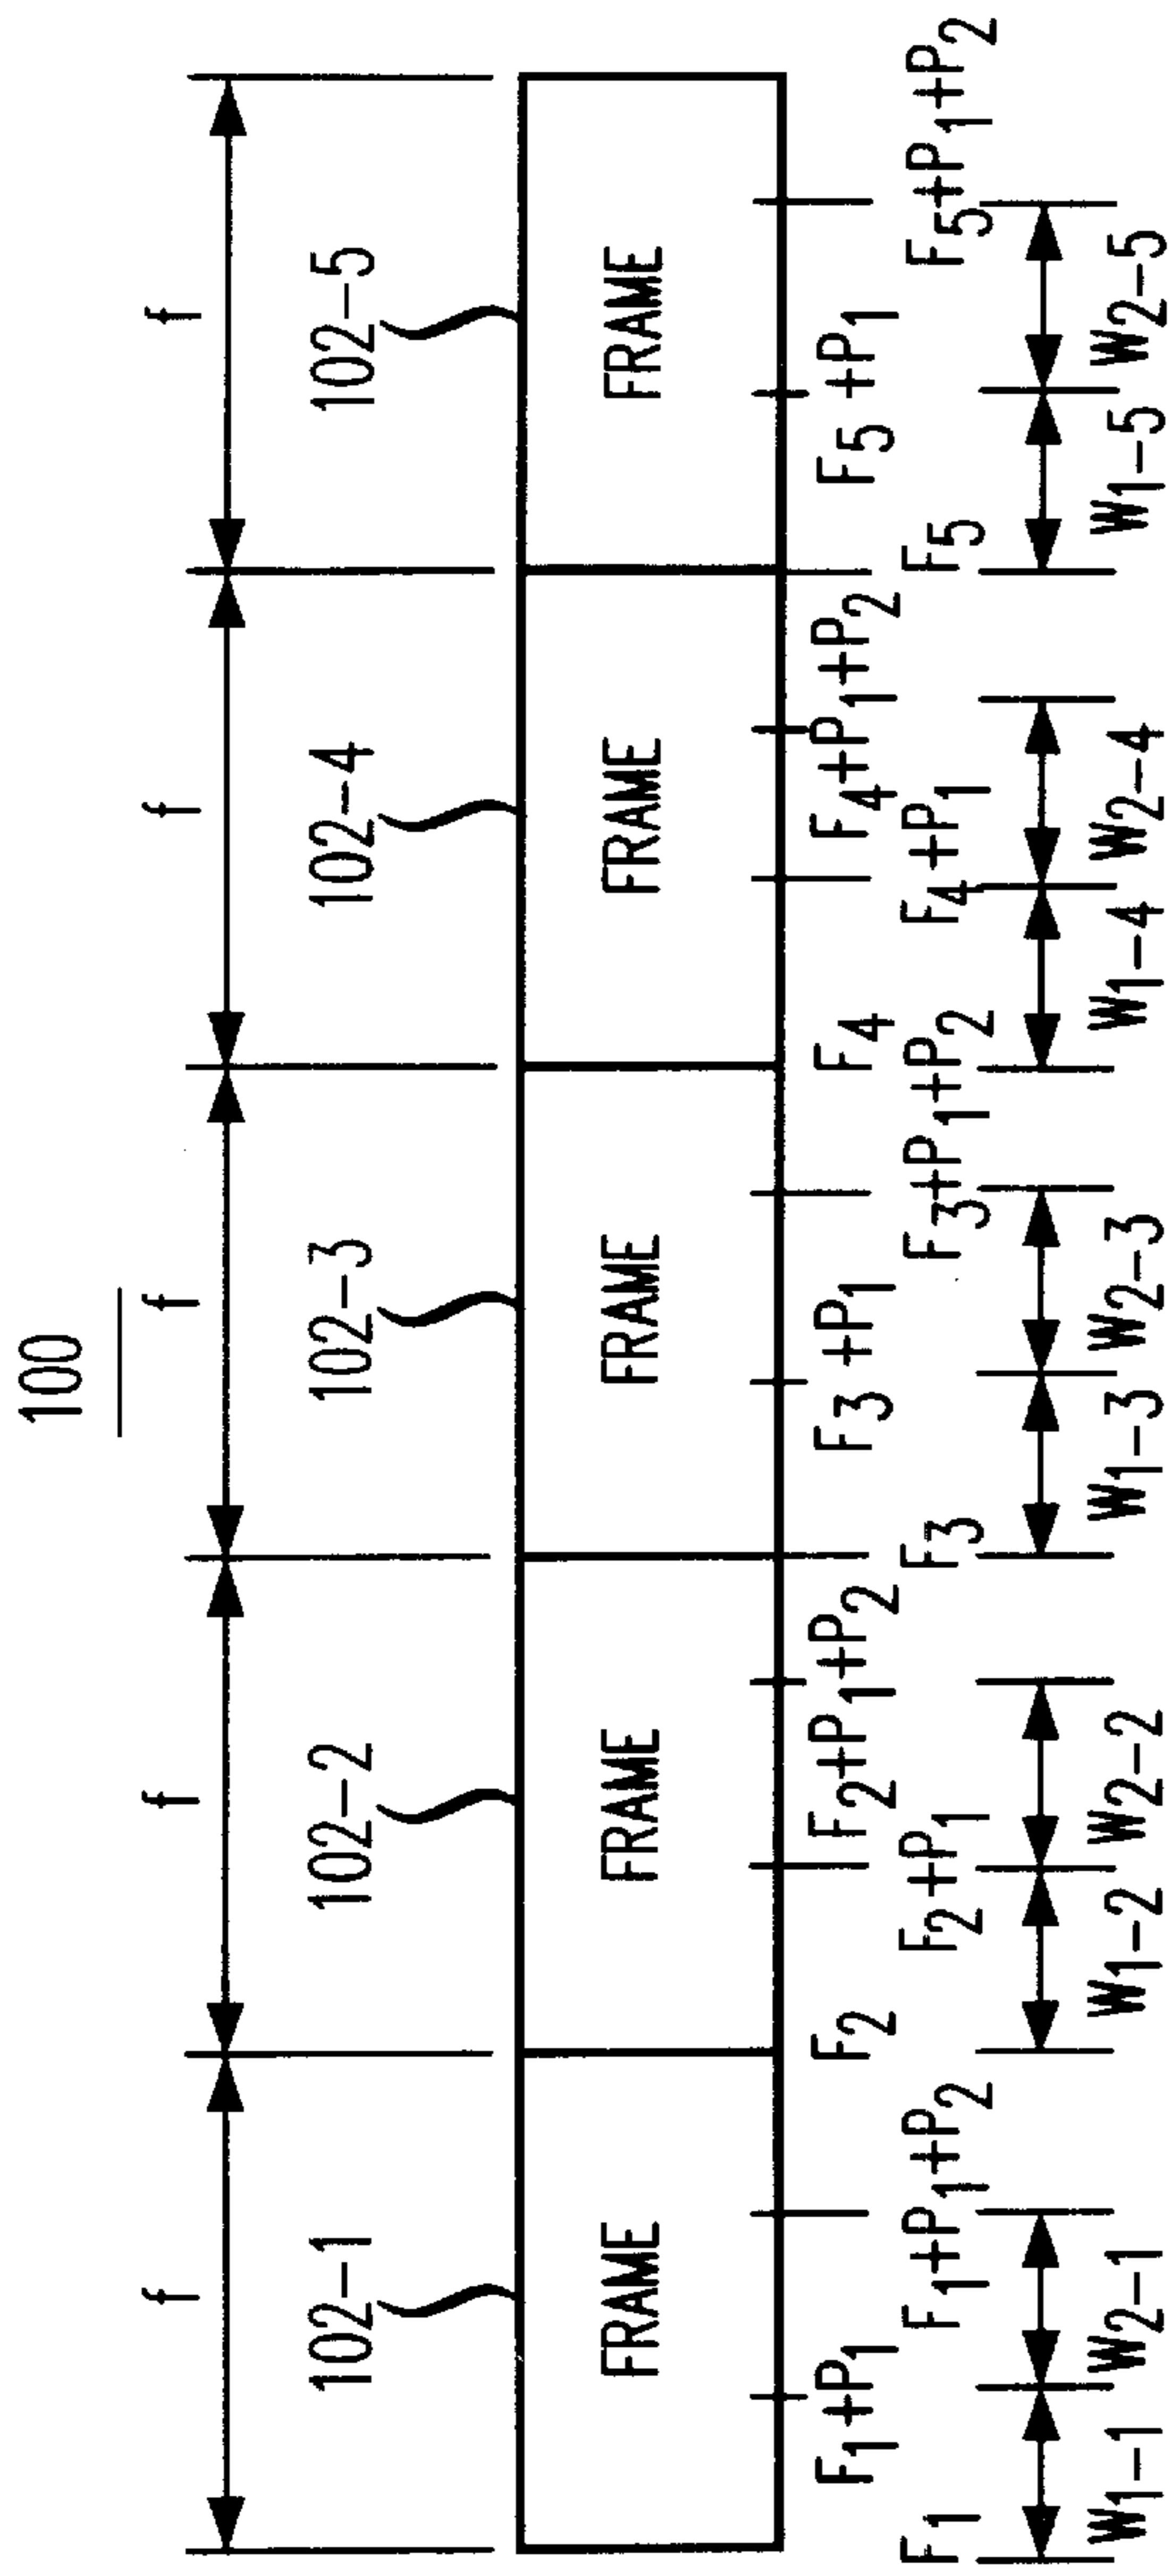 100
f f f f f
102-1 102-2 102-3 102-4 102-5
FRAME FRAME FRAME FRAME FRAME
F1+P1 F2 F2+P1+P2 F3 +P1 F4 F4+P1+P2 F5 +P1
F1 F1+P1+P2 F2+P1 F3 F3+P1+P2 F4+P1 F5 F5+P1+P2
W1-1 W2-1 W1-2 W2-2 W1-3 W2-3 W1-4 W2-4 W1-5 W2-5